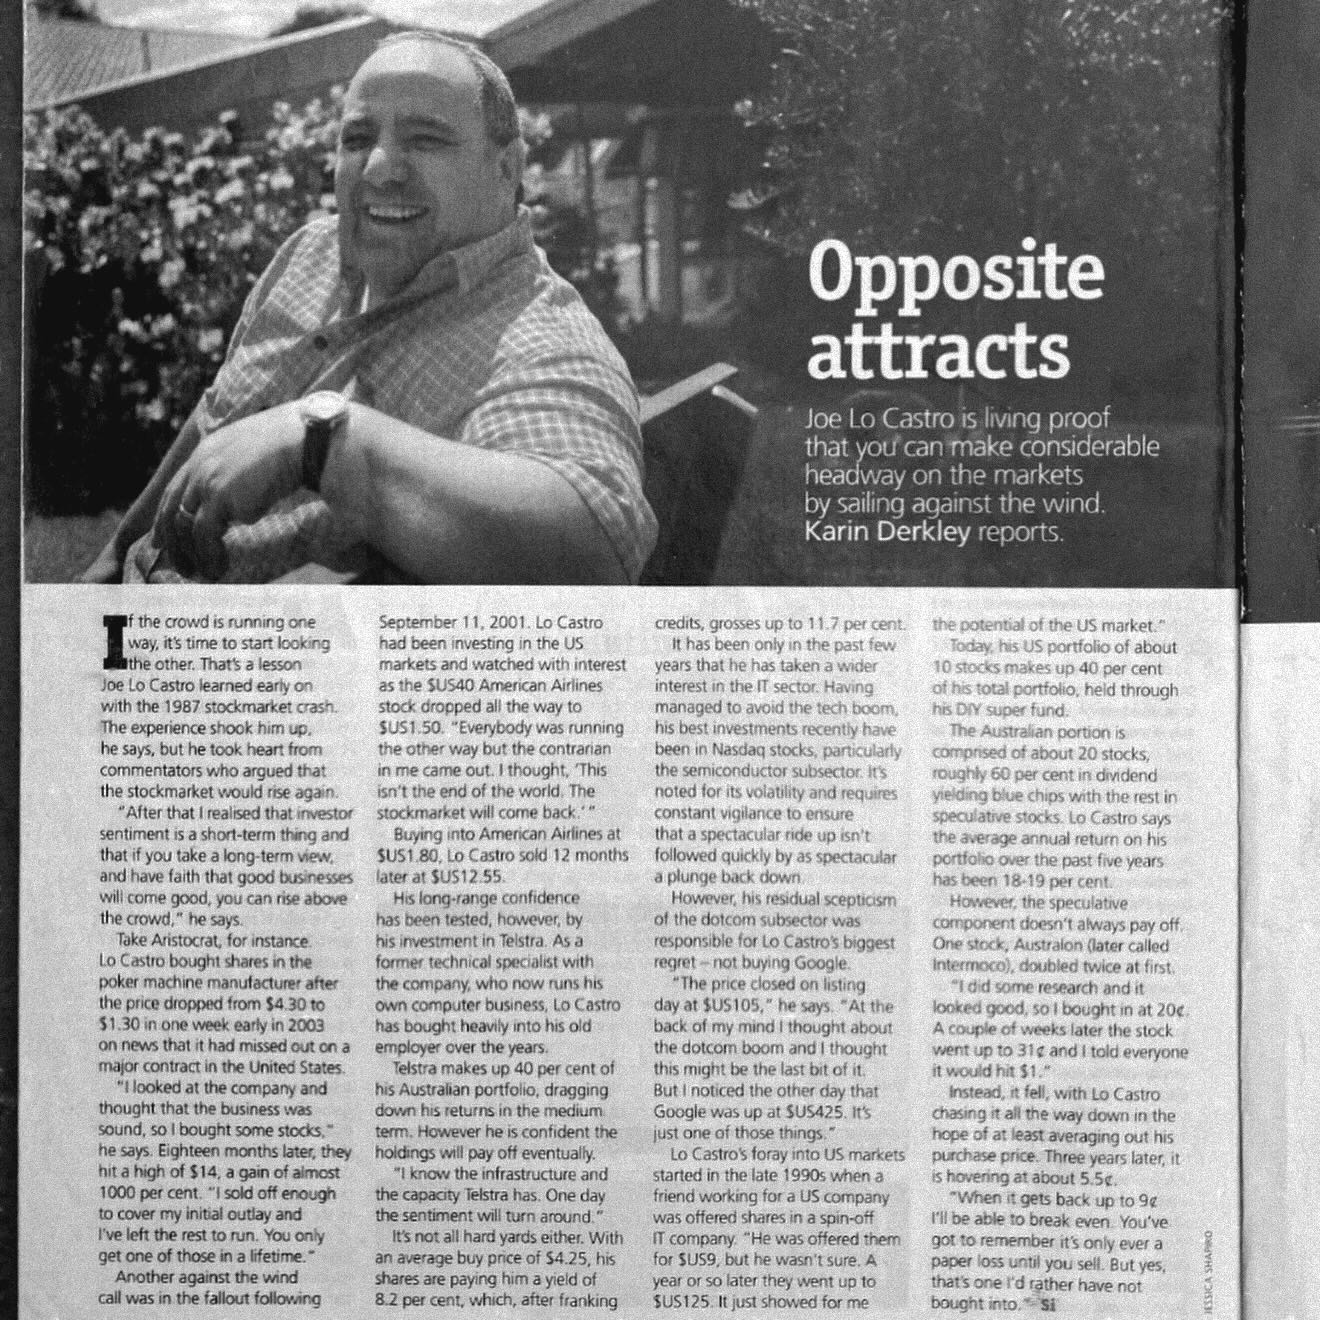 Opposite
attracts
Joe Lo Castro is living proof
that you can make considerable
headway on the markets
by sailing against the wind.
Karin Derkley reports.
If the crowd is running one
way, it's time to start looking
the other. That's a lesson
Joe Lo Castro learned early on
with the 1987 stockmarket crash.
The experience shook him up,
he says, but he took heart from
commentators who argued that
the stockmarket would rise again.
"After that I realised that investor
sentiment is a short-term thing and
that if you take a long-term view,
and have faith that good businesses
will come good, you can rise above
the crowd," he says.
Take Aristocrat, for instance.
Lo Castro bought shares in the
poker machine manufacturer after
the price dropped from $4.30 to
$1.30 in one week early in 2003
on news that it had missed out on a
major contract in the United States.
"I looked at the company and
thought that the business was
sound, so I bought some stocks,"
he says. Eighteen months later, they
hit a high of $14, a gain of almost
1000 per cent. "I sold off enough
to cover my initial outlay and
I've left the rest to run. You only
get one of those in a lifetime."
Another against the wind
call was in the fallout following
September 11, 2001. Lo Castro
had been investing in the US
markets and watched with interest
as the $US40 American Airlines
stock dropped all the way to
$US1.50. "Everybody was running
the other way but the contrarian
in me came out. I thought, 'This
isn't the end of the world. The
stockmarket will come back.'"
Buying into American Airlines at
$US1.80, Lo Castro sold 12 months
later at $US12.55.
His long-range confidence
has been tested, however, by
his investment in Telstra. As a
former technical specialist with
the company, who now runs his
own computer business, Lo Castro
has bought heavily into his old
employer over the years.
Telstra makes up 40 per cent of
his Australian portfolio, dragging
down his returns in the medium
term. However he is confident the
holdings will pay off eventually.
"I know the infrastructure and
the capacity Telstra has. One day
the sentiment will turn around."
It's not all hard yards either. With
an average buy price of $4.25, his
shares are paying him a yield of
8.2 per cent, which, after franking
credits, grosses up to 11.7 per cent.
It has been only in the past few
years that he has taken a wider
interest in the IT sector. Having
managed to avoid the tech boom,
his best investments recently have
been in Nasdaq stocks, particularly
the semiconductor subsector. It's
noted for its volatility and requires
constant vigilance to ensure
that a spectacular ride up isn't
followed quickly by as spectacular
a plunge back down.
However, his residual scepticism
of the dotcom subsector was
responsible for Lo Castro's biggest
regret – not buying Google.
"The price closed on listing
day at $US105," he says. "At the
back of my mind I thought about
the dotcom boom and I thought
this might be the last bit of it.
But I noticed the other day that
Google was up at $US425. It's
just one of those things."
Lo Castro's foray into US markets
started in the late 1990s when a
friend working for a US company
was offered shares in a spin-off
IT company. "He was offered them
for $US9, but he wasn't sure. A
year or so later they went up to
$US125. It just showed for me
the potential of the US market."
Today, his US portfolio of about
10 stocks makes up 40 per cent
of his total portfolio, held through
his DIY super fund.
The Australian portion is
comprised of about 20 stocks,
roughly 60 per cent in dividend
yielding blue chips with the rest in
speculative stocks. Lo Castro says
the average annual return on his
portfolio over the past five years
has been 18-19 per cent.
However, the speculative
component doesn't always pay off.
One stock, Australon (later called
Intermoco), doubled twice at first.
"I did some research and it
looked good, so I bought in at 20¢.
A couple of weeks later the stock
went up to 31¢ and I told everyone
it would hit $1."
Instead, it fell, with Lo Castro
chasing it all the way down in the
hope of at least averaging out his
purchase price. Three years later, it
is hovering at about 5.5¢.
"When it gets back up to 9¢
I'll be able to break even. You've
got to remember it's only ever a
paper loss until you sell. But yes,
that's one I'd rather have not
bought into." Si
JESSICA SHAPIRO